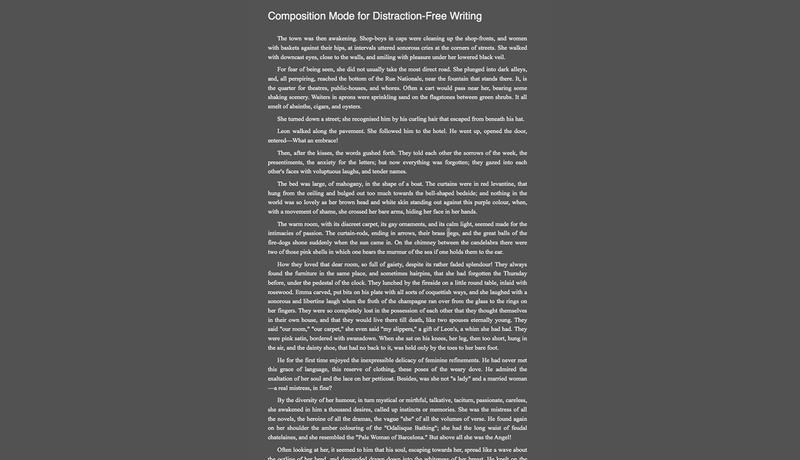 Composition Mode for Distraction-Free Writing
The town was then awakening. Shop-boys in caps were cleaning up the shop-fronts, and women
with baskets against their hips, at intervals uttered sonorous cries at the corners of streets. She walked
with downcast eyes, close to the walls, and smiling with pleasure under her lowered black veil.
For fear of being seen, she did not usually take the most direct road. She plunged into dark alleys,
and, all perspiring, reached the bottom of the Rue Nationale, near the fountain that stands there. It, is
the quarter for theatres, public-houses, and whores. Often a cart would pass near her, bearing some
shaking scenery. Waiters in aprons were sprinkling sand on the flagstones between green shrubs. It all
smelt of absinthe, cigars, and oysters.
She turned down a street; she recognised him by his curling hair that escaped from beneath his hat.
Leon walked along the pavement. She followed him to the hotel. He went up, opened the door,
entered—What an embrace!
Then, after the kisses, the words gushed forth. They told each other the sorrows of the week, the
presentiments, the anxiety for the letters; but now everything was forgotten; they gazed into each
other's faces with voluptuous laughs, and tender names.
The bed was large, of mahogany, in the shape of a boat. The curtains were in red levantine, that
hung from the ceiling and bulged out too much towards the bell-shaped bedside; and nothing in the
world was so lovely as her brown head and white skin standing out against this purple colour, when,
with a movement of shame, she crossed her bare arms, hiding her face in her hands.
The warm room, with its discreet carpet, its gay ornaments, and its calm light, seemed made for the
intimacies of passion. The curtain-rods, ending in arrows, their brass pegs, and the great balls of the
fire-dogs shone suddenly when the sun came in. On the chimney between the candelabra there were
two of those pink shells in which one hears the murmur of the sea if one holds them to the ear.
How they loved that dear room, so full of gaiety, despite its rather faded splendour! They always
found the furniture in the same place, and sometimes hairpins, that she had forgotten the Thursday
before, under the pedestal of the clock. They lunched by the fireside on a little round table, inlaid with
rosewood. Emma carved, put bits on his plate with all sorts of coquettish ways, and she laughed with a
sonorous and libertine laugh when the froth of the champagne ran over from the glass to the rings on
her fingers. They were so completely lost in the possession of each other that they thought themselves
in their own house, and that they would live there till death, like two spouses eternally young. They
said "our room," "our carpet," she even said "my slippers," a gift of Leon's, a whim she had had. They
were pink satin, bordered with swansdown. When she sat on his knees, her leg, then too short, hung in
the air, and the dainty shoe, that had no back to it, was held only by the toes to her bare foot.
He for the first time enjoyed the inexpressible delicacy of feminine refinements. He had never met
this grace of language, this reserve of clothing, these poses of the weary dove. He admired the
exaltation of her soul and the lace on her petticoat. Besides, was she not "a lady" and a married woman
—a real mistress, in fine?
By the diversity of her humour, in turn mystical or mirthful, talkative, taciturn, passionate, careless,
she awakened in him a thousand desires, called up instincts or memories. She was the mistress of all
the novels, the heroine of all the dramas, the vague "she" of all the volumes of verse. He found again
on her shoulder the amber colouring of the "Odalisque Bathing"; she had the long waist of feudal
chatelaines, and she resembled the "Pale Woman of Barcelona." But above all she was the Angel!
Often looking at her, it seemed to him that his soul, escaping towards her, spread like a wave about
the outline of her head, and descended drawn down into the whiteness of her breast. He knelt on the